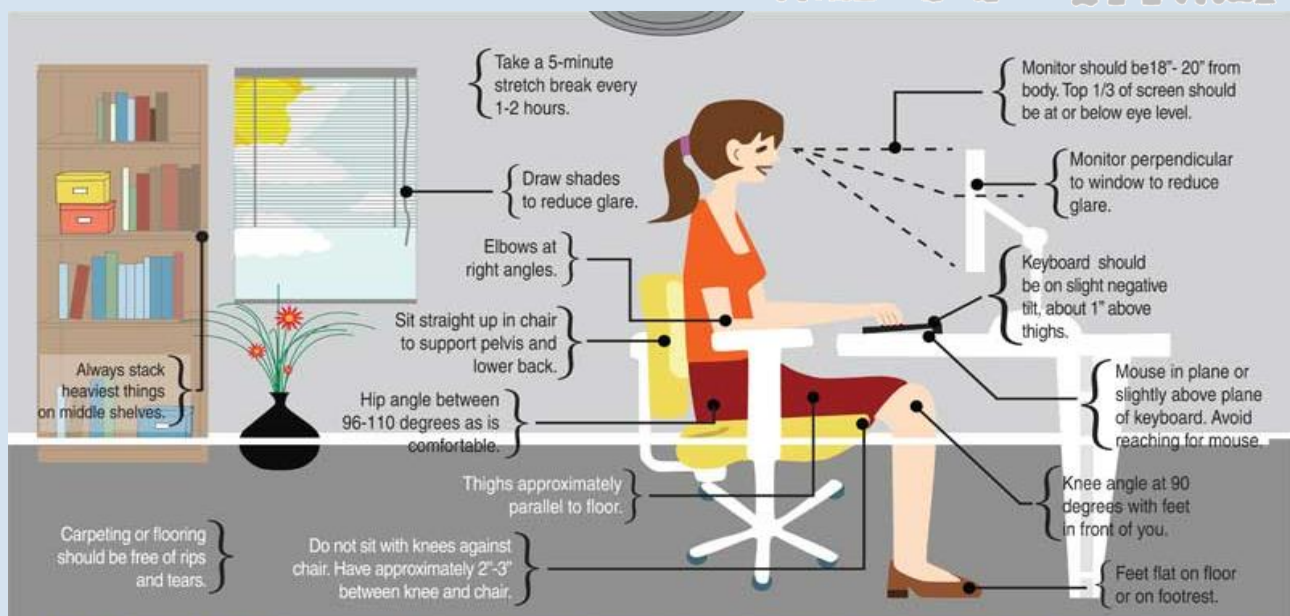 Take a 5-minute
stretch break every
1-2 hours.
Monitor should be18”- 20” from
body. Top 1/3 of screen should
be at or below eye level.
Draw shades
to reduce glare.
Monitor perpendicular
to window to reduce
glare.
Elbows at
right angles.
Keyboard should
be on slight negative
tilt, about 1” above
thighs.
Sit straight up in chair
to support pelvis and
lower back.
Always stack
heaviest things
on middle shelves.
Mouse in plane or
slightly above plane
of keyboard. Avoid
reaching for mouse.
Hip angle between
96-110 degrees as is
comfortable.
Thighs approximately
parallel to floor.
Knee angle at 90
degrees with feet
in front of you.
Carpeting or flooring
should be free of rips
and tears.
Do not sit with knees against
chair. Have approximately 2”-3”
between knee and chair.
Feet flat on floor
or on footrest.